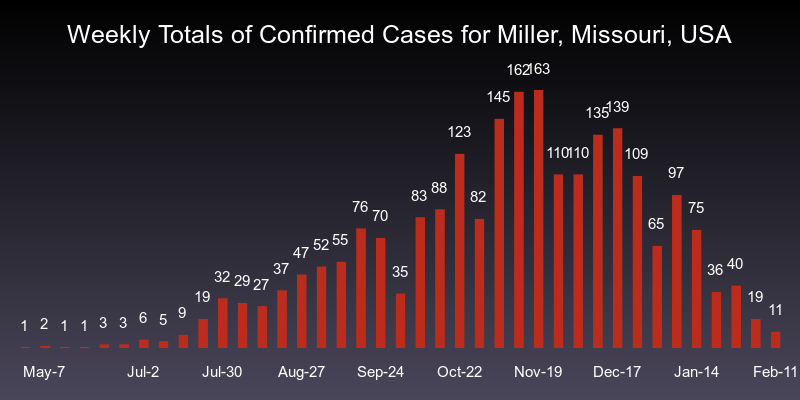 Weekly Totals of Confirmed Cases for Miller, Missouri, USA
1 2 1 1 3 3 6 5 9 19 32 29 27 37 47 52 55 76 70 35 83 88 123 82 145 162 163 110 110 135 139 109 65 97 75 36 40 19 11
May-7 Jul-2 Jul-30 Aug-27 Sep-24 Oct-22 Nov-19 Dec-17 Jan-14 Feb-11